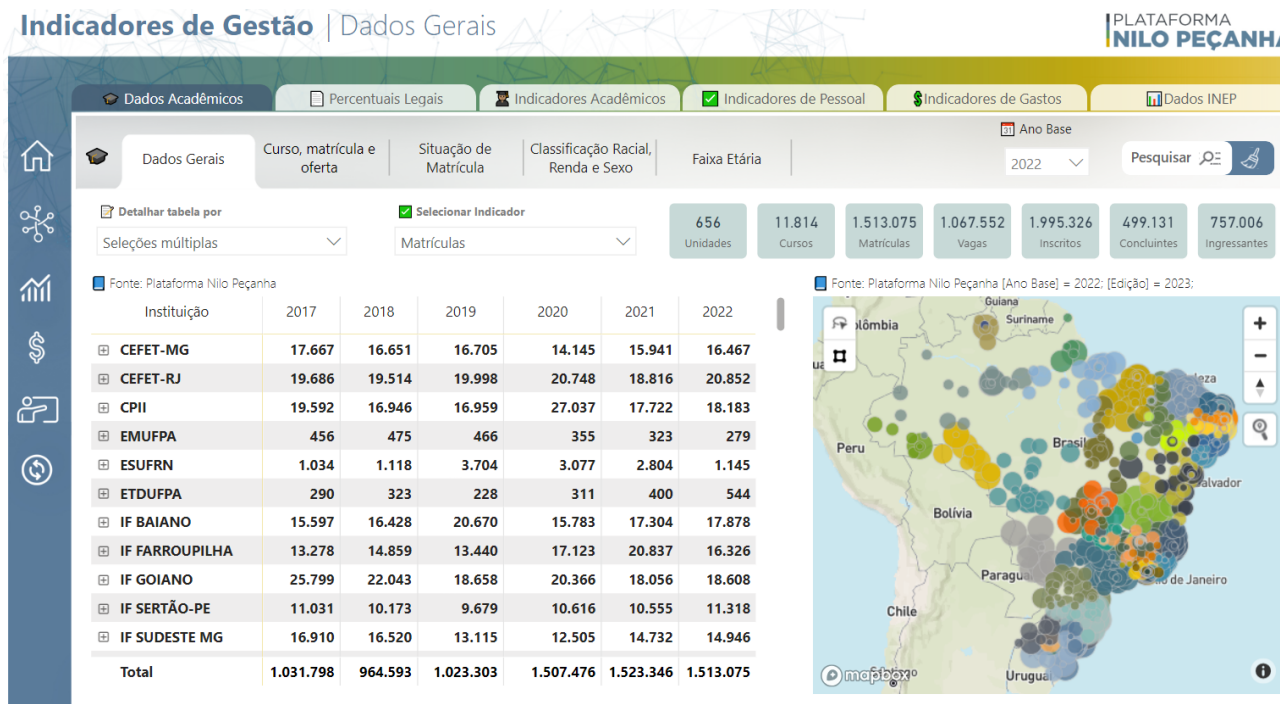 Indicadores de Gestão | Dados Gerais
PLATAFORMA
NILO PEÇANHA
Dados Acadêmicos
Percentuais Legais
Indicadores Acadêmicos
Indicadores de Pessoal
Indicadores de Gastos
Dados INEP
Dados Gerais
Curso, matrícula e
oferta
Situação de
Matrícula
Classificação Racial,
Renda e Sexo
Faixa Etária
Ano Base
2022
Pesquisar
Detalhar tabela por
Seleções múltiplas
Selecionar Indicador
Matrículas
656
Unidades
11.814
Cursos
1.513.075
Matrículas
1.067.552
Vagas
1.995.326
Inscritos
499.131
Concluintes
757.006
Ingressantes
Fonte: Plataforma Nilo Peçanha
Instituição 2017 2018 2019 2020 2021 2022
CEFET-MG 17.667 16.651 16.705 14.145 15.941 16.467
CEFET-RJ 19.686 19.514 19.998 20.748 18.816 20.852
CPII 19.592 16.946 16.959 27.037 17.722 18.183
EMUFPA 456 475 466 355 323 279
ESUFRN 1.034 1.118 3.704 3.077 2.804 1.145
ETDUFPA 290 323 228 311 400 544
IF BAIANO 15.597 16.428 20.670 15.783 17.304 17.878
IF FARROUPILHA 13.278 14.859 13.440 17.123 20.837 16.326
IF GOIANO 25.799 22.043 18.658 20.366 18.056 18.608
IF SERTÃO-PE 11.031 10.173 9.679 10.616 10.555 11.318
IF SUDESTE MG 16.910 16.520 13.115 12.505 14.732 14.946
Total 1.031.798 964.593 1.023.303 1.507.476 1.523.346 1.513.075
Fonte: Plataforma Nilo Peçanha [Ano Base] = 2022; [Edição] = 2023;
Guiana
Suriname
olômbia
eza
Peru
Brasil
alvador
Bolívia
Paragu
o de Janeiro
Chile
Urugua
mapbox